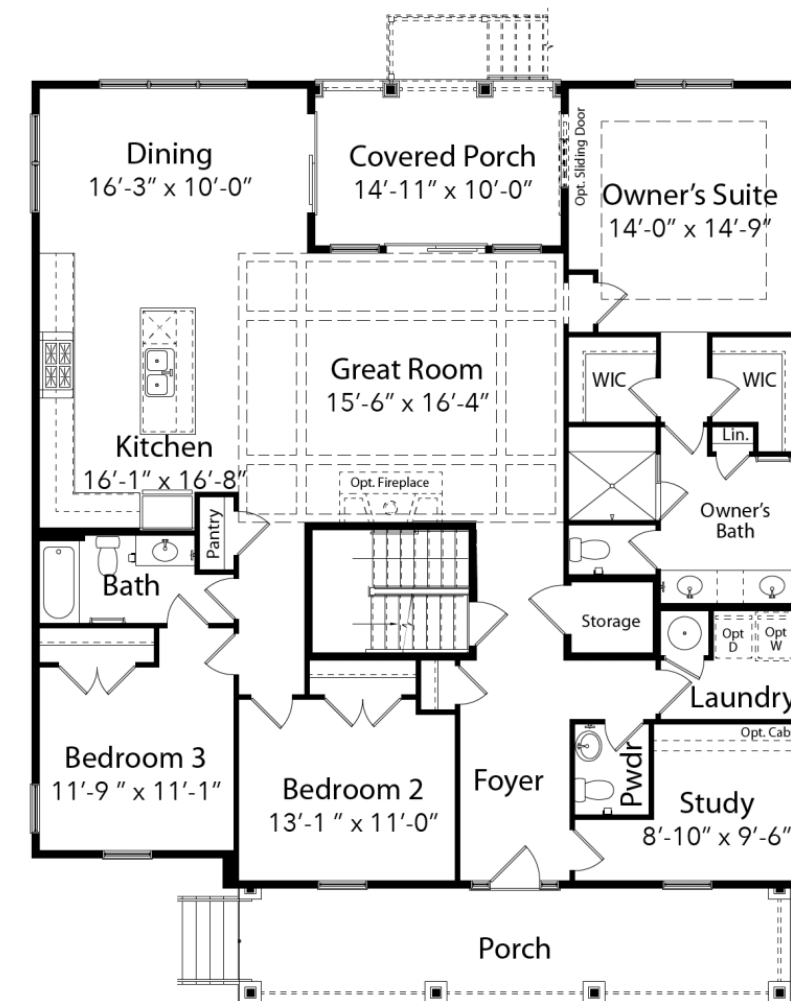 Dining
16'-3" x 10'-0"
Covered Porch
14'-11" x 10'-0"
Opt. Sliding Door
Owner's Suite
14'-0" x 14'-9"
Great Room
15'-6" x 16'-4"
WIC
WIC
Lin.
Kitchen
16'-1" x 16'-8"
Opt. Fireplace
Pantry
Owner's
Bath
Bath
Storage
Opt
D
Opt
W
Laundry
Opt. Cab
Bedroom 3
11'-9 " x 11'-1"
Bedroom 2
13'-1 " x 11'-0"
Foyer
Pwdr
Study
8'-10" x 9'-6"
Porch